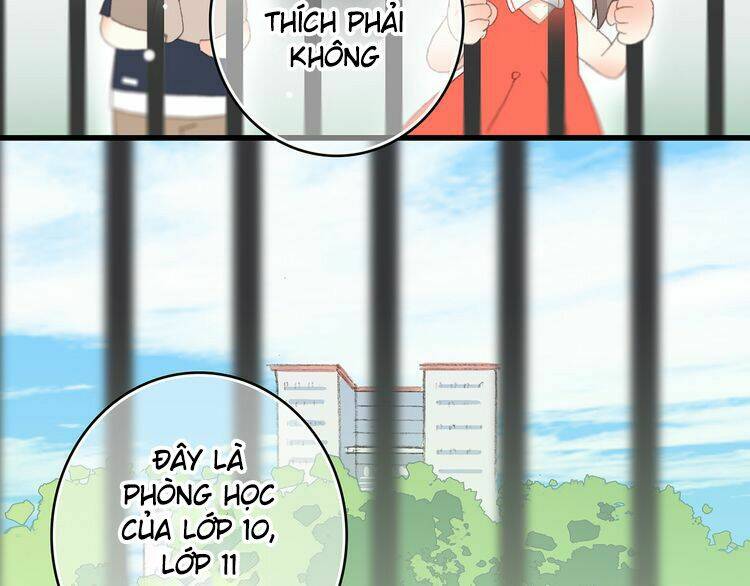 THÍCH PHẢI
KHÔNG
ĐÂY LÀ
PHÒNG HỌC
CỦA LỚP 10,
LỚP 11